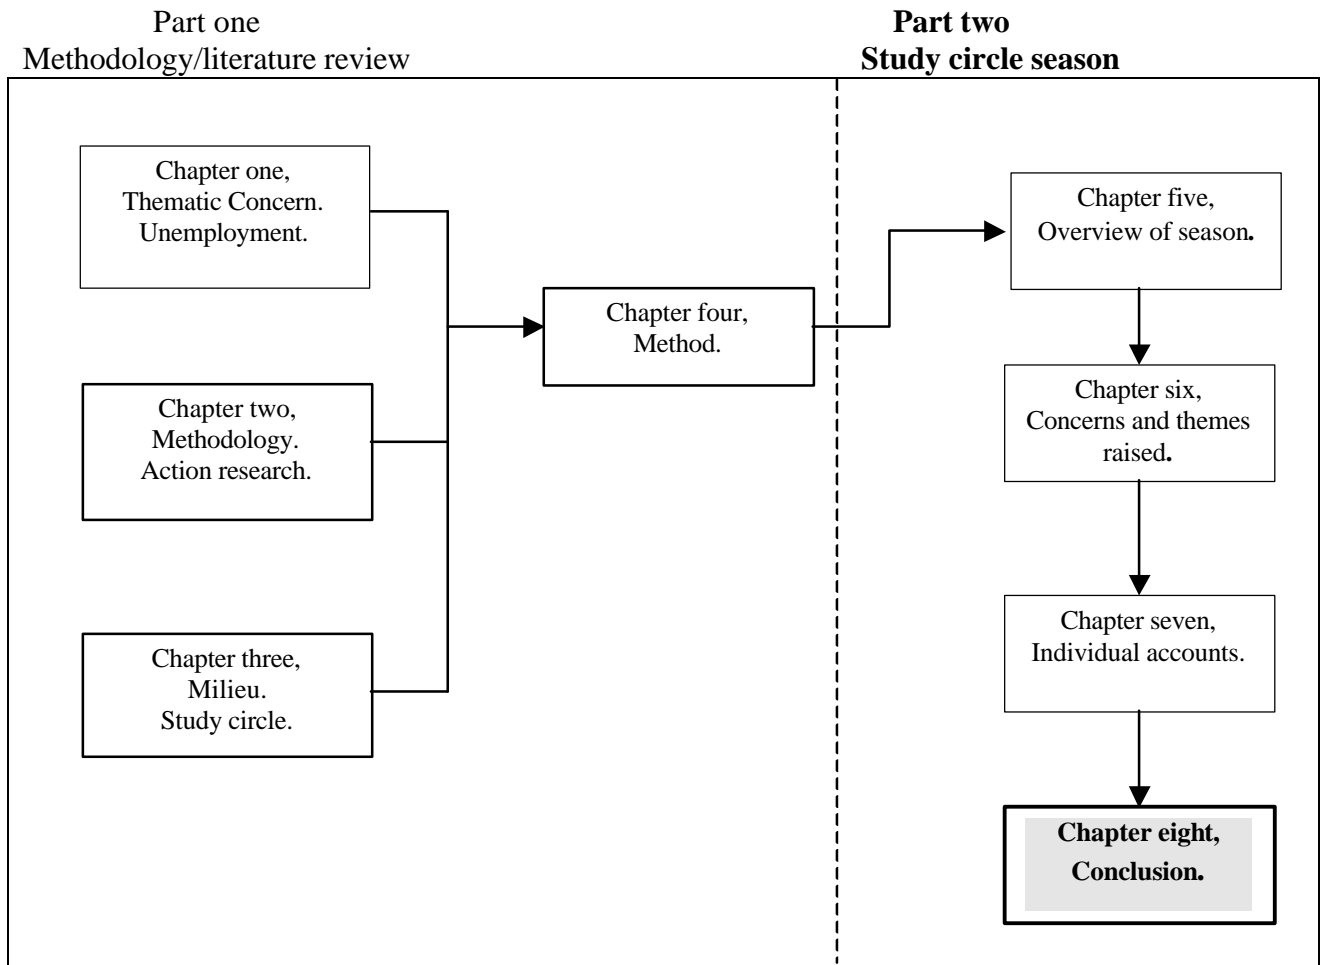 Part one
Methodology/literature review
Part two
Study circle season
Chapter one,
Thematic Concern.
Unemployment.
Chapter two,
Methodology.
Action research.
Chapter three,
Milieu.
Study circle.
Chapter four,
Method.
Chapter five,
Overview of season.
Chapter six,
Concerns and themes
raised.
Chapter seven,
Individual accounts.
Chapter eight,
Conclusion.